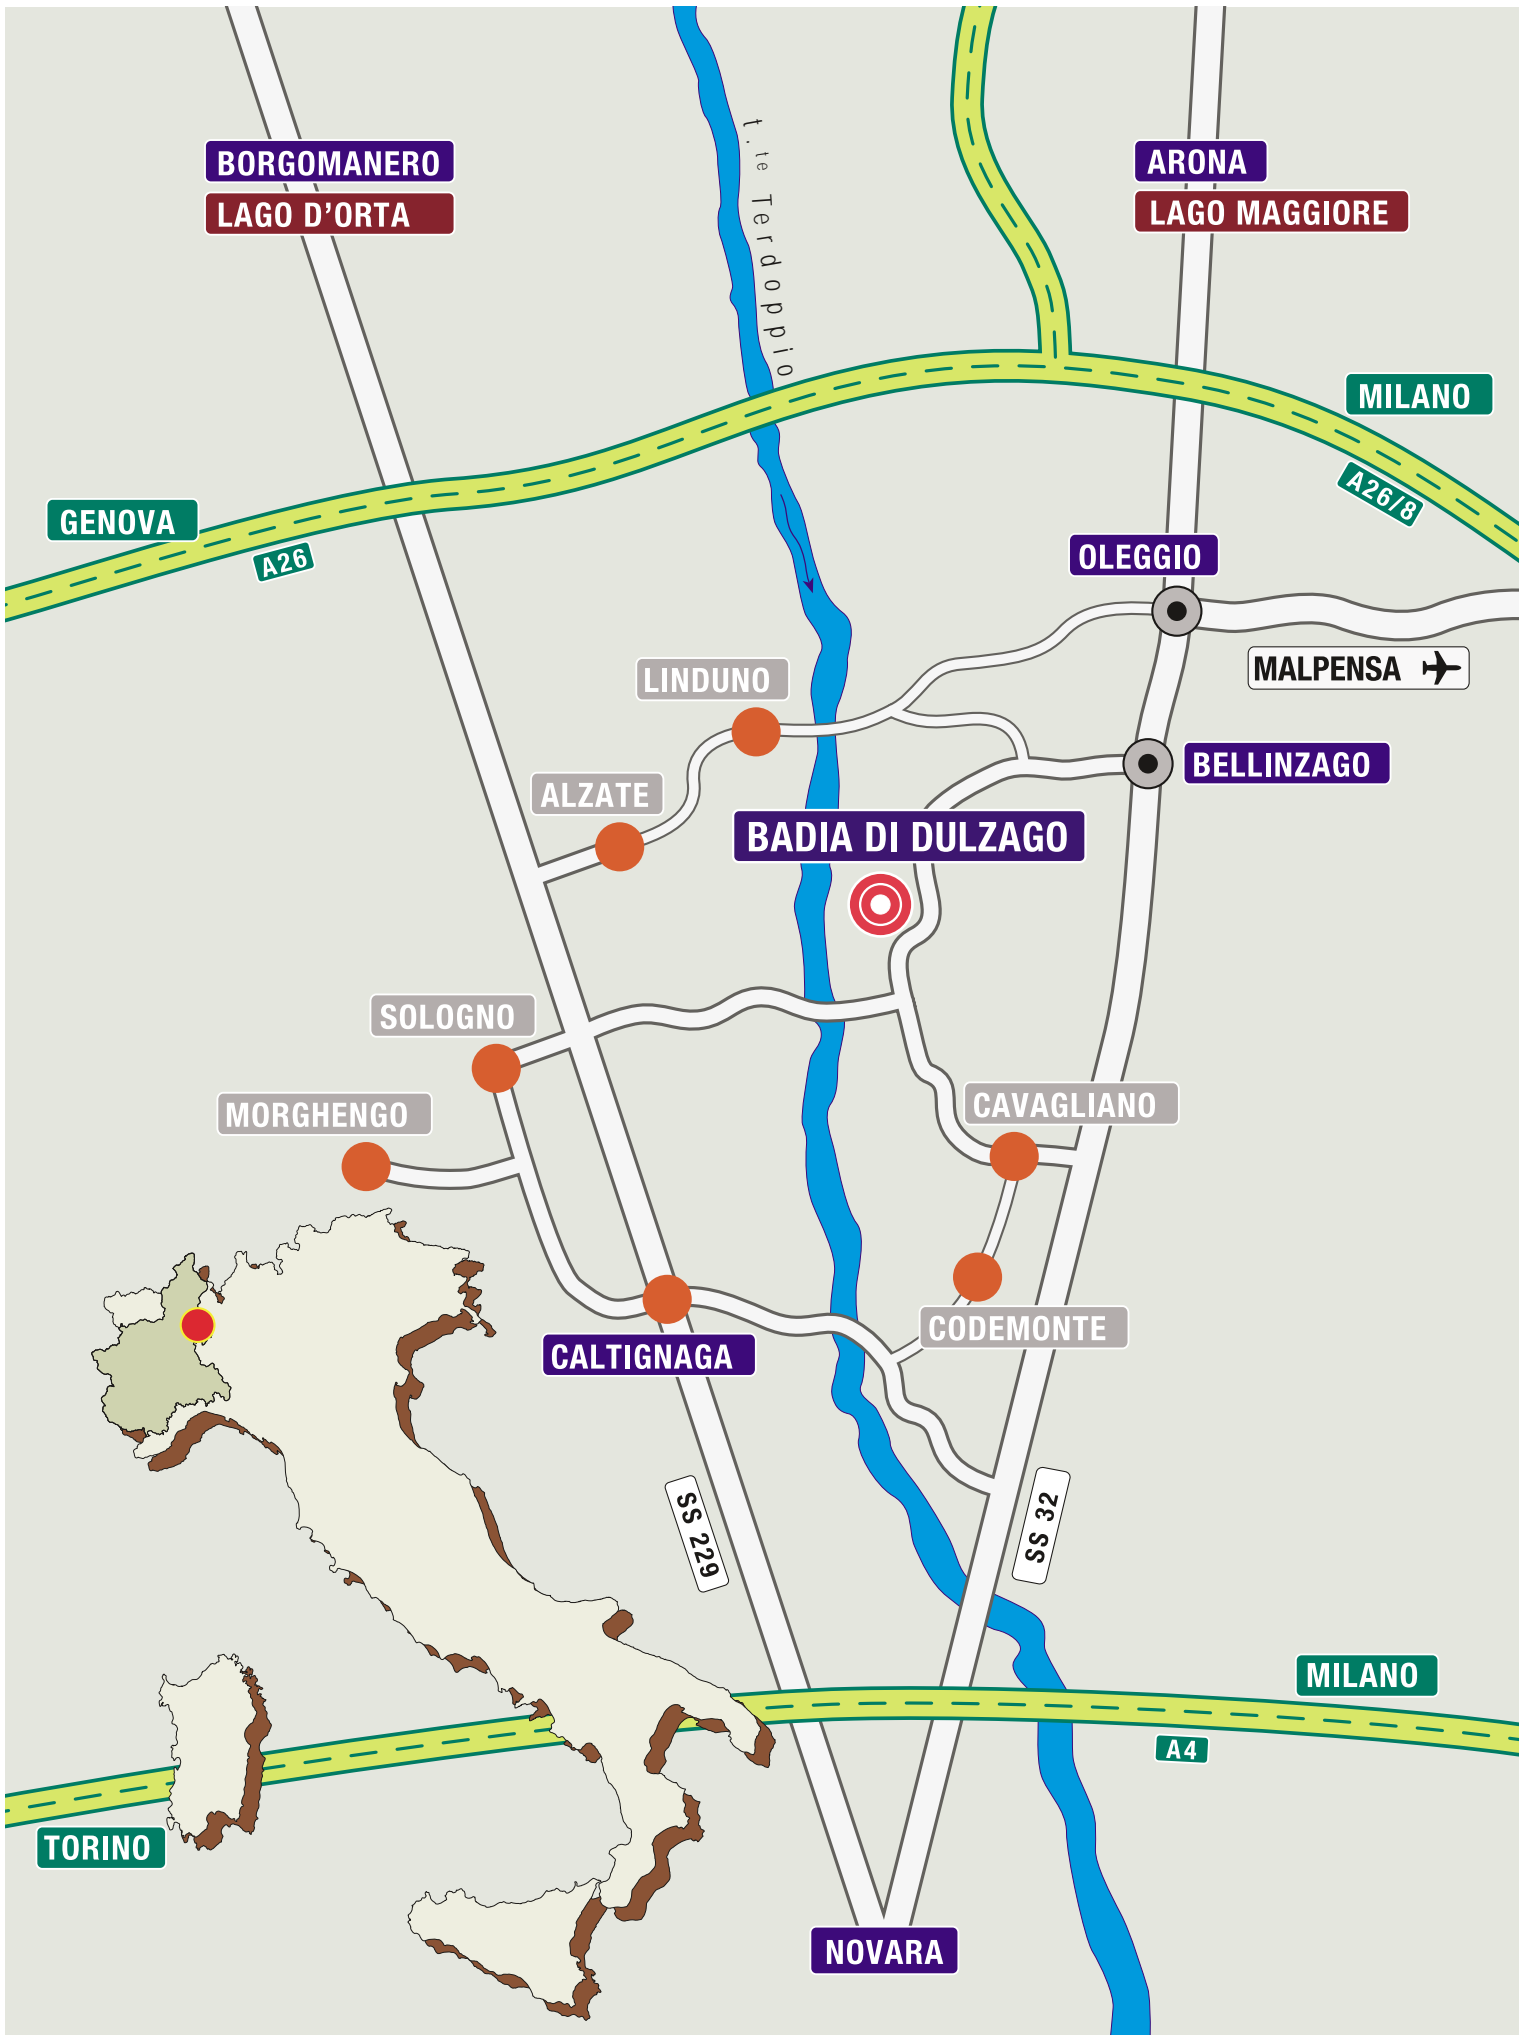 BORGOMANERO
LAGO D’ORTA
t.te Terdoppio
ARONA
LAGO MAGGIORE
MILANO
A26/8
GENOVA
A26
OLEGGIO
MALPENSA
LINDUNO
BELLINZAGO
ALZATE
BADIA DI DULZAGO
SOLOGNO
MORGHENGO
CAVAGLIANO
CODEMONTE
CALTIGNAGA
SS 229
SS 32
MILANO
A4
TORINO
NOVARA